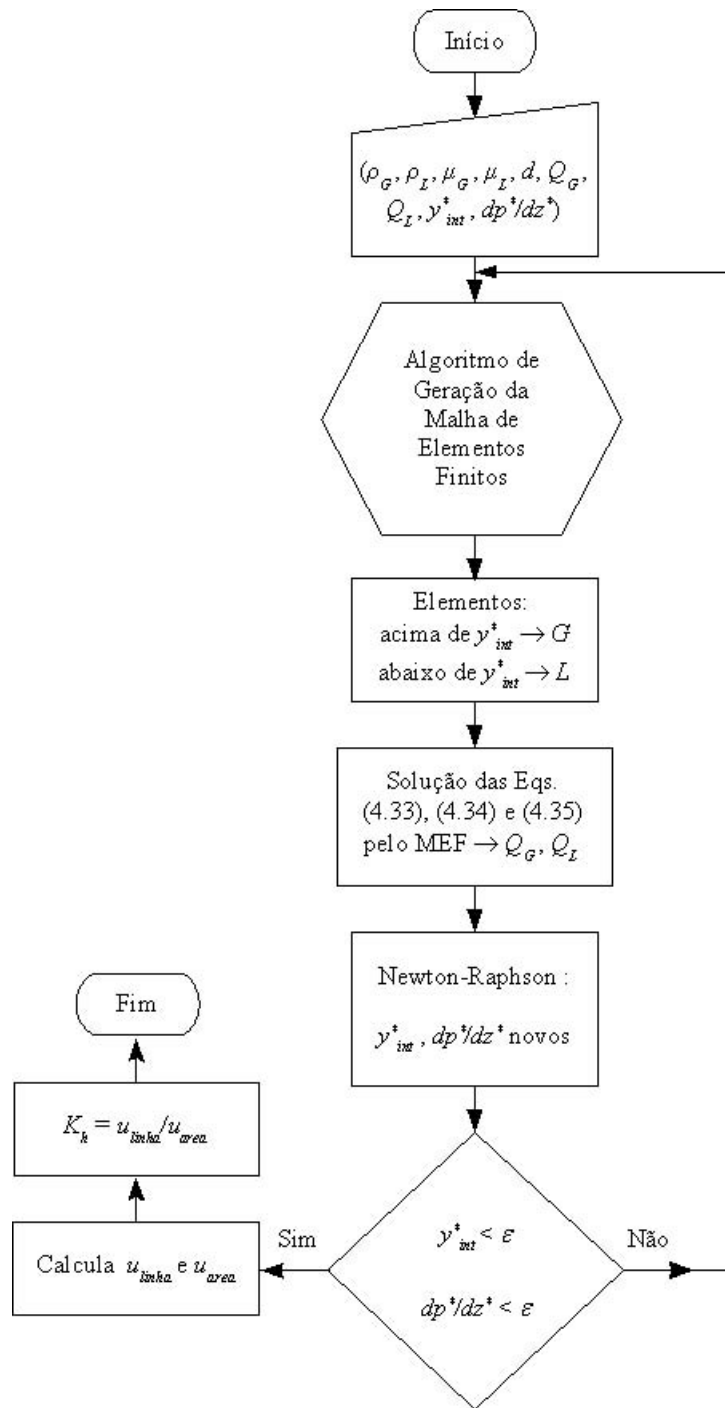 Início
(ρ_G, ρ_L, μ_G, μ_L, d, Q_G,
Q_L, y*_int, dp*/dz*)
Algoritmo de
Geração da
Malha de
Elementos
Finitos
Elementos:
acima de y*_int → G
abaixo de y*_int → L
Solução das Eqs.
(4.33), (4.34) e (4.35)
pelo MEF → Q_G, Q_L
Newton-Raphson :
y*_int, dp*/dz* novos
y*_int < ε
dp*/dz* < ε
Não
Sim
Calcula u_linha e u_area
K_h = u_linha/u_area
Fim